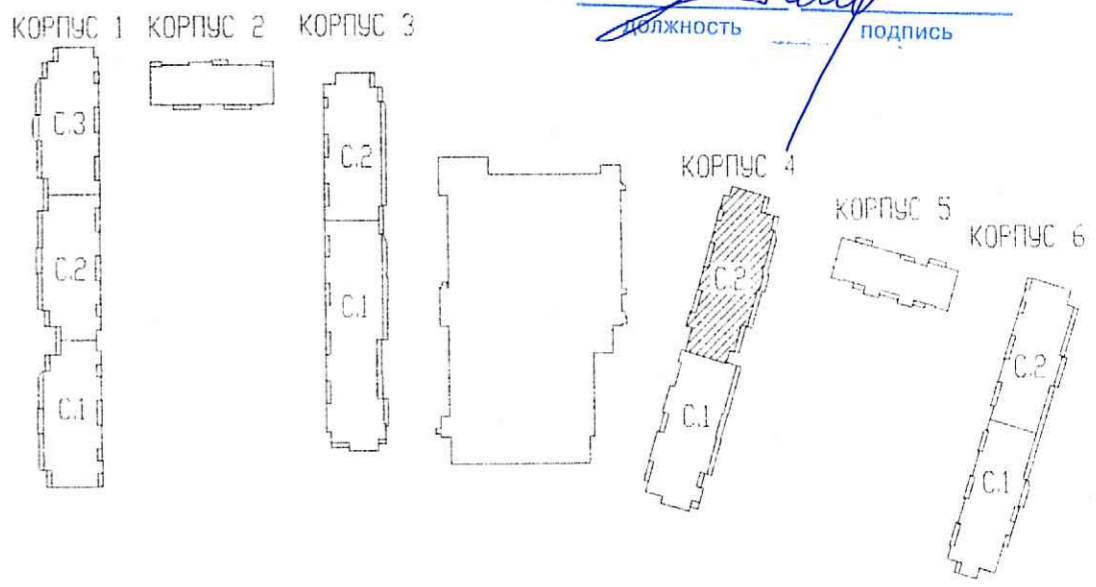 должность подпись
КОРПУС 1 КОРПУС 2 КОРПУС 3
КОРПУС 4
КОРПУС 5
КОРПУС 6
С.3
С.2
С.1
С.2
С.1
С.2
С.1
С.2
С.1